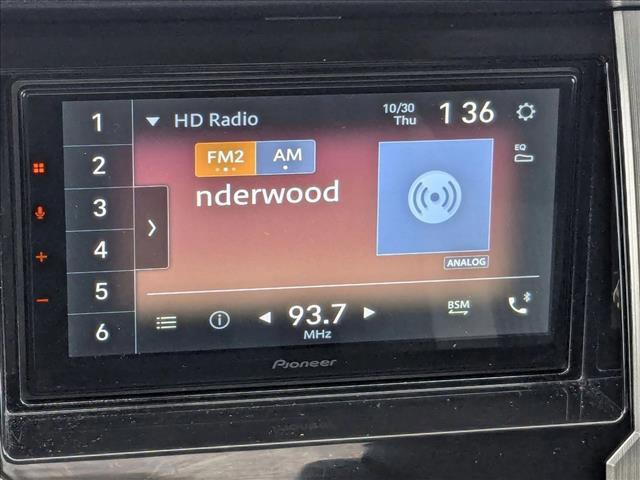 1 HD Radio 10/30 Thu 1 36
2 FM2 AM EQ
3 nderwood
4
ANALOG
5
6 93.7 MHz BSM
Pioneer